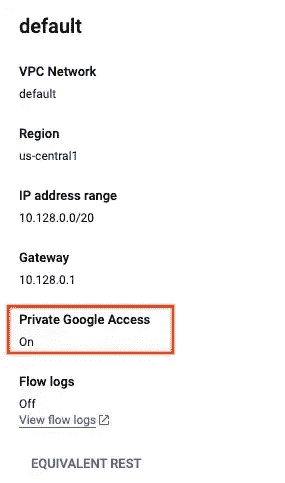 default
VPC Network
default
Region
us-central1
IP address range
10.128.0.0/20
Gateway
10.128.0.1
Private Google Access
On
Flow logs
Off
View flow logs
EQUIVALENT REST